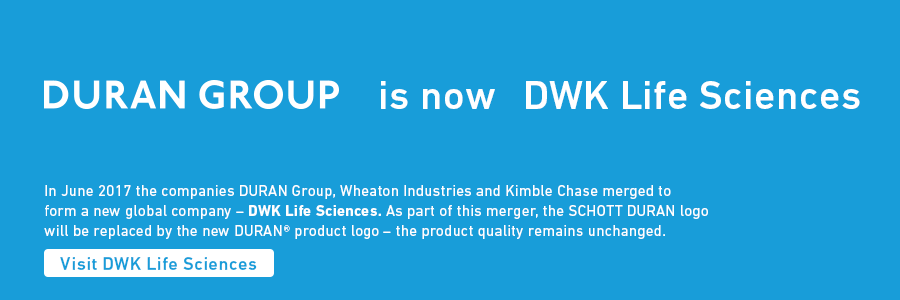 DURAN GROUP is now DWK Life Sciences
In June 2017 the companies DURAN Group, Wheaton Industries and Kimble Chase merged to
form a new global company – DWK Life Sciences. As part of this merger, the SCHOTT DURAN logo
will be replaced by the new DURAN® product logo – the product quality remains unchanged.
Visit DWK Life Sciences